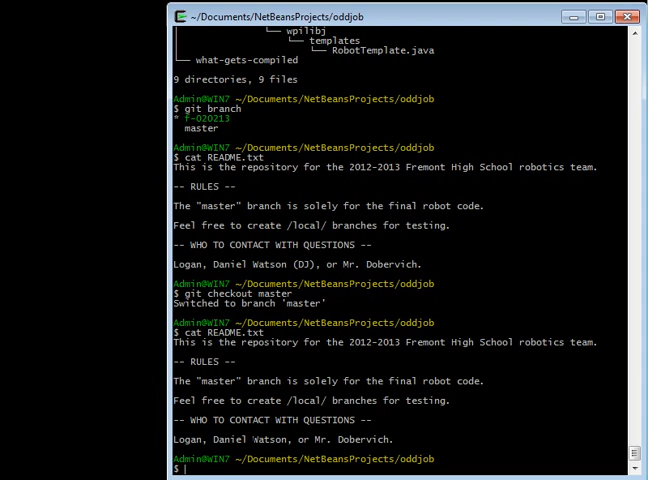 ~/Documents/NetBeansProjects/oddjob
└── wpilibj
└── templates
└── RobotTemplate.java
└── what-gets-compiled
9 directories, 9 files
Admin@WIN7 ~/Documents/NetBeansProjects/oddjob
$ git branch
* f-020213
master
Admin@WIN7 ~/Documents/NetBeansProjects/oddjob
$ cat README.txt
This is the repository for the 2012-2013 Fremont High School robotics team.
-- RULES --
The "master" branch is solely for the final robot code.
Feel free to create /local/ branches for testing.
-- WHO TO CONTACT WITH QUESTIONS --
Logan, Daniel Watson (DJ), or Mr. Dobervich.
Admin@WIN7 ~/Documents/NetBeansProjects/oddjob
$ git checkout master
Switched to branch 'master'
Admin@WIN7 ~/Documents/NetBeansProjects/oddjob
$ cat README.txt
This is the repository for the 2012-2013 Fremont High School robotics team.
-- RULES --
The "master" branch is solely for the final robot code.
Feel free to create /local/ branches for testing.
-- WHO TO CONTACT WITH QUESTIONS --
Logan, Daniel Watson, or Mr. Dobervich.
Admin@WIN7 ~/Documents/NetBeansProjects/oddjob
$